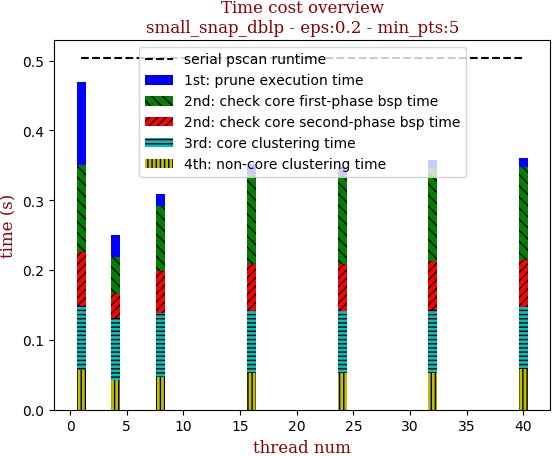 Time cost overview
small_snap_dblp - eps:0.2 - min_pts:5
serial pscan runtime
1st: prune execution time
2nd: check core first-phase bsp time
2nd: check core second-phase bsp time
3rd: core clustering time
4th: non-core clustering time
time (s)
0.5
0.4
0.3
0.2
0.1
0.0
0 5 10 15 20 25 30 35 40
thread num